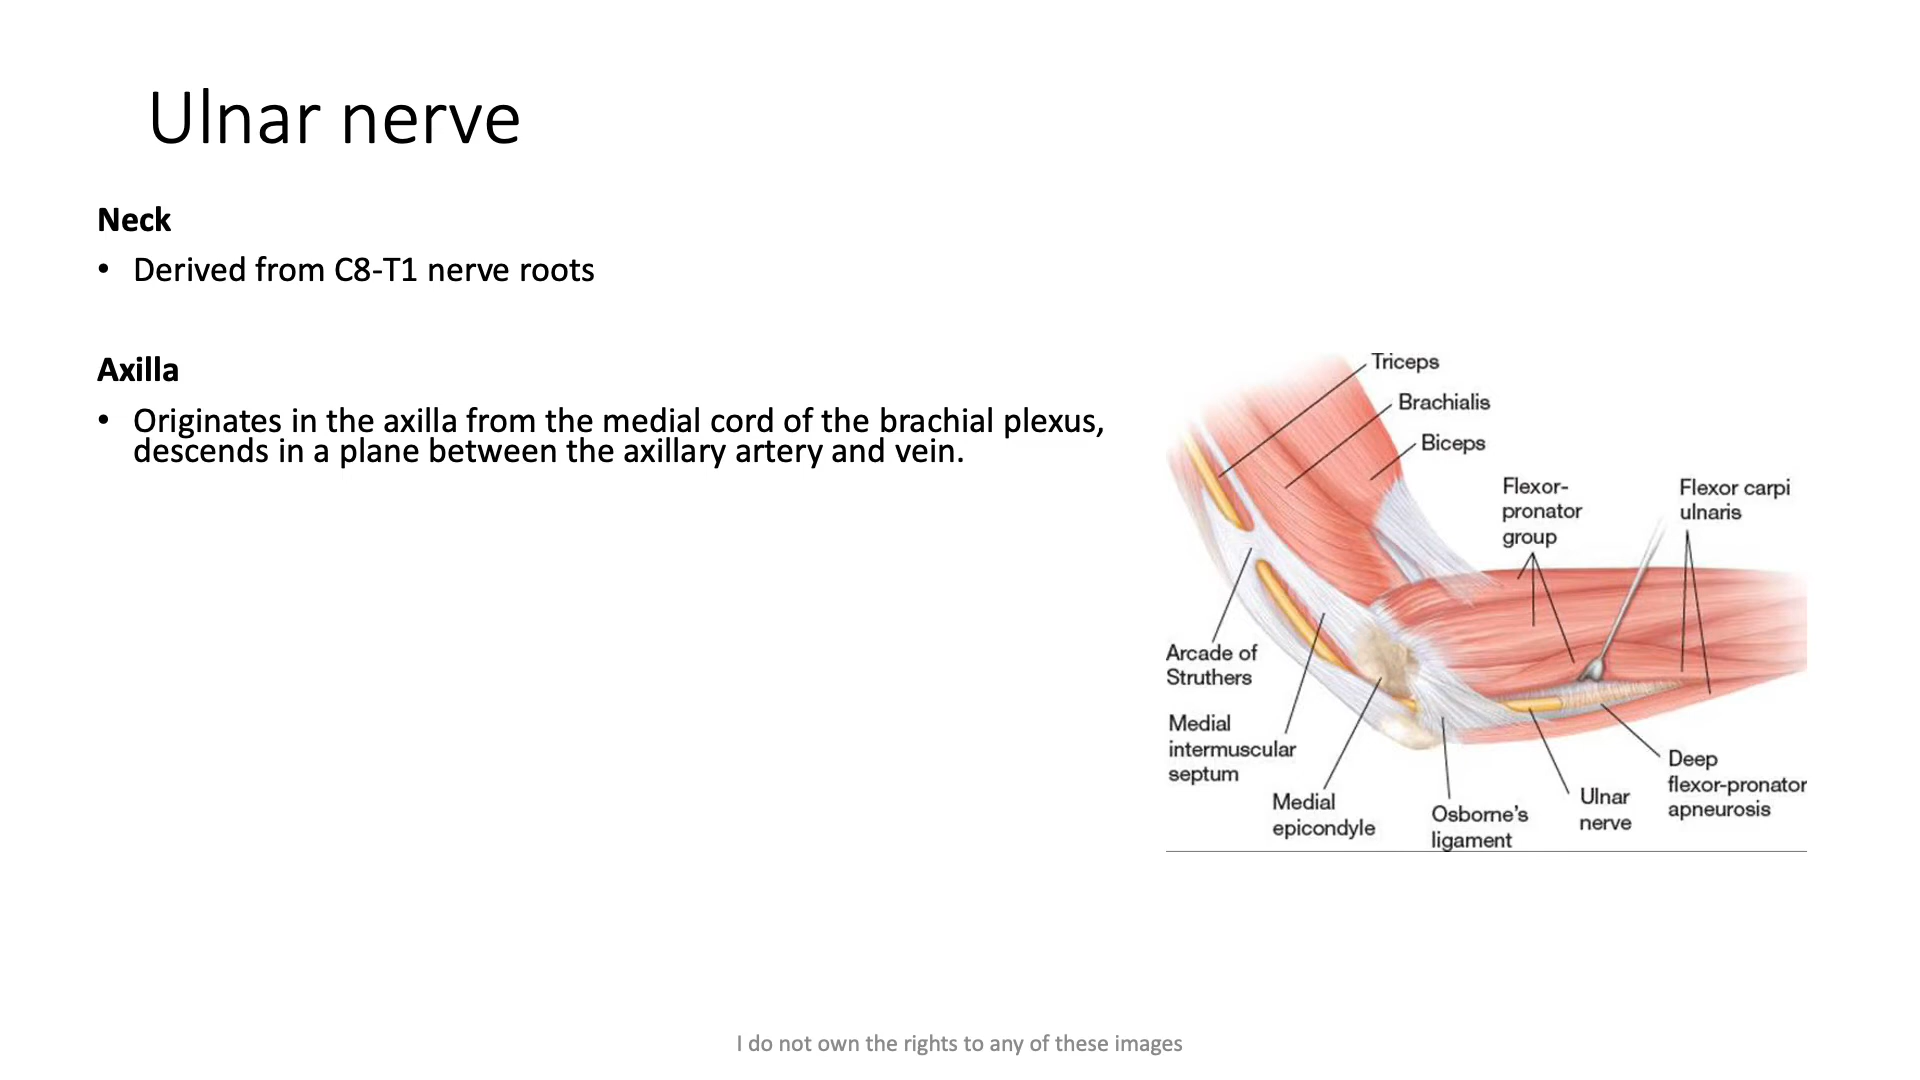 Ulnar nerve
Neck
• Derived from C8-T1 nerve roots
Axilla
• Originates in the axilla from the medial cord of the brachial plexus,
descends in a plane between the axillary artery and vein.
Triceps
Brachialis
Biceps
Flexor-
pronator
group
Flexor carpi
ulnaris
Arcade of
Struthers
Medial
intermuscular
septum
Medial
epicondyle
Osborne's
ligament
Ulnar
nerve
Deep
flexor-pronator
apneurosis
I do not own the rights to any of these images